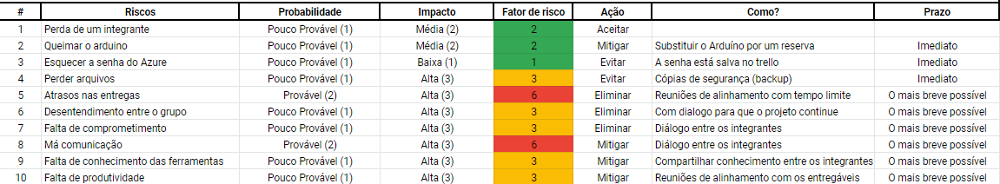 # Riscos Probabilidade Impacto Fator de risco Ação Como? Prazo
1 Perda de um integrante Pouco Provável (1) Média (2) 2 Aceitar
2 Queimar o arduino Pouco Provável (1) Média (2) 2 Mitigar Substituir o Arduíno por um reserva Imediato
3 Esquecer a senha do Azure Pouco Provável (1) Baixa (1) 1 Evitar A senha está salva no trello Imediato
4 Perder arquivos Pouco Provável (1) Alta (3) 3 Evitar Cópias de segurança (backup) Imediato
5 Atrasos nas entregas Provável (2) Alta (3) 6 Eliminar Reuniões de alinhamento com tempo limite O mais breve possível
6 Desentendimento entre o grupo Pouco Provável (1) Alta (3) 3 Eliminar Com dialogo para que o projeto continue O mais breve possível
7 Falta de comprometimento Pouco Provável (1) Alta (3) 3 Eliminar Diálogo entre os integrantes O mais breve possível
8 Má comunicação Provável (2) Alta (3) 6 Mitigar Diálogo entre os integrantes O mais breve possível
9 Falta de conhecimento das ferramentas Pouco Provável (1) Alta (3) 3 Mitigar Compartilhar conhecimento entre os integrantes O mais breve possível
10 Falta de produtividade Pouco Provável (1) Alta (3) 3 Mitigar Reuniões de alinhamento com os entregáveis O mais breve possível